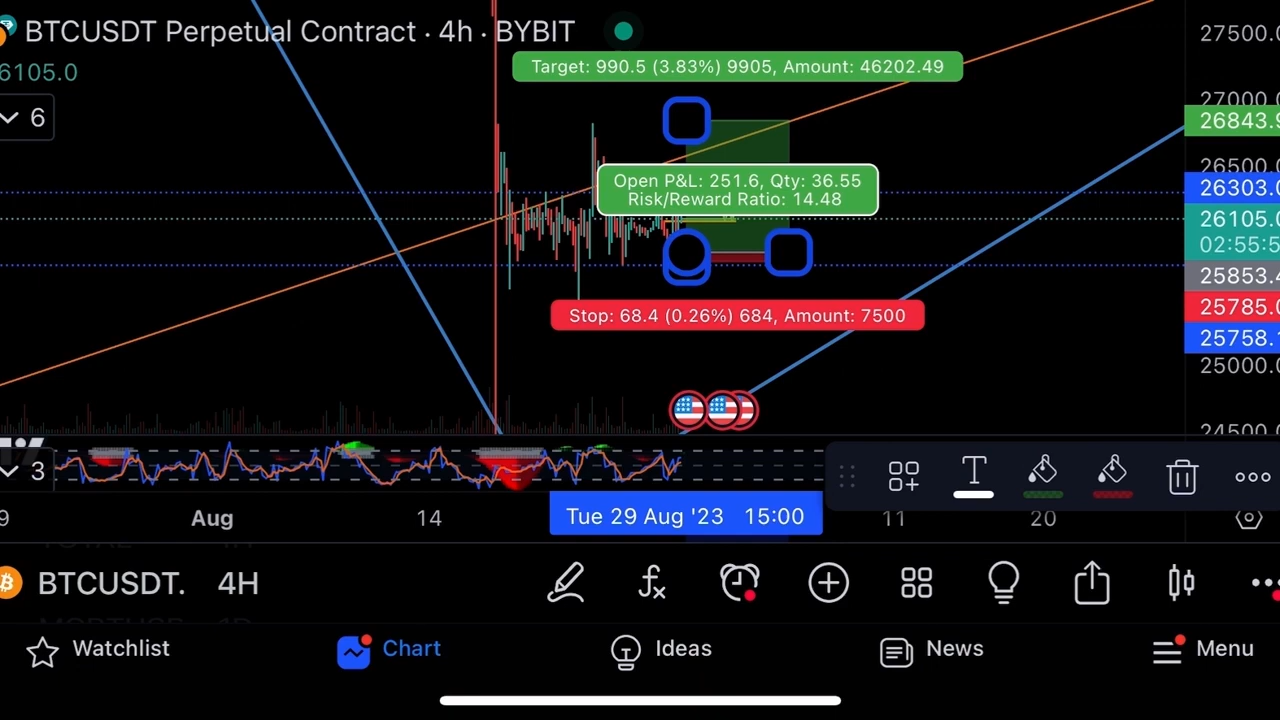 BTCUSDT Perpetual Contract · 4h · BYBIT
6105.0
6
Target: 990.5 (3.83%) 9905, Amount: 46202.49
Open P&L: 251.6, Qty: 36.55
Risk/Reward Ratio: 14.48
Stop: 68.4 (0.26%) 684, Amount: 7500
27500.0
27000.0
26843.9
26500.0
26303.0
26105.0
02:55:5
25853.4
25785.0
25758.1
25000.0
24500.0
3
T
9
Aug
14
Tue 29 Aug '23 15:00
11
20
BTCUSDT. 4H
Watchlist
Chart
Ideas
News
Menu